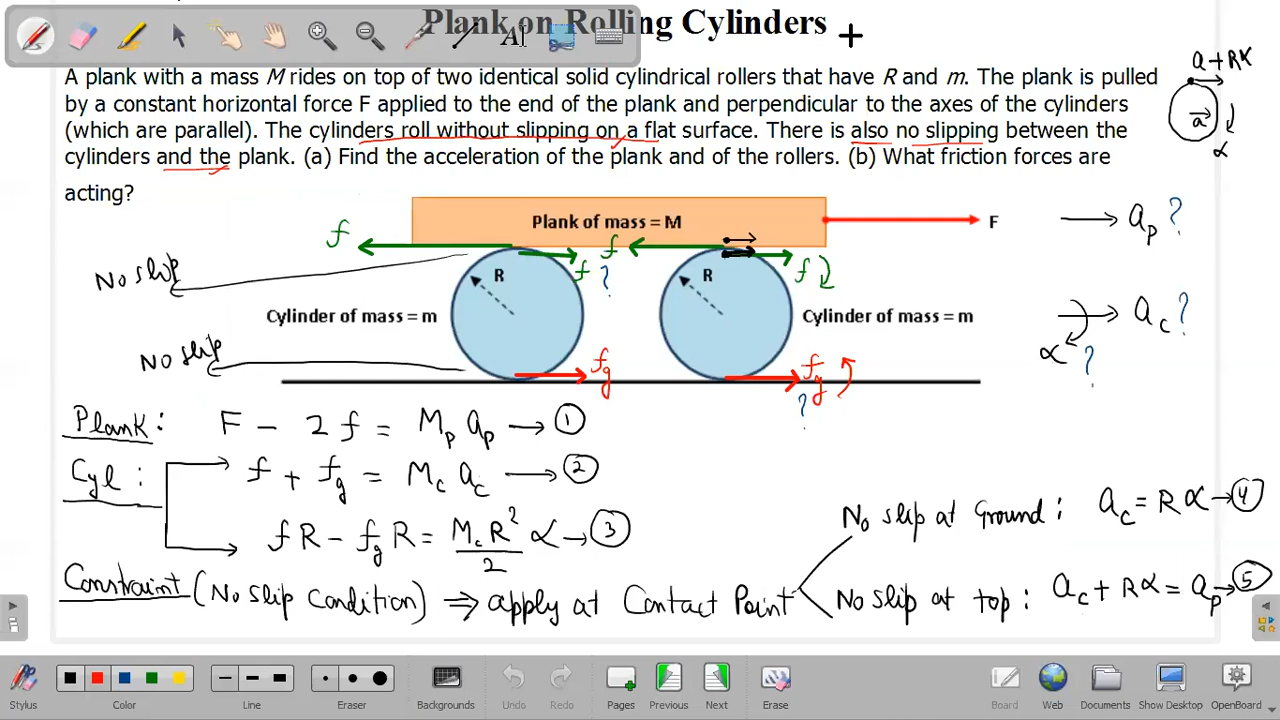 Plank on Rolling Cylinders
A plank with a mass M rides on top of two identical solid cylindrical rollers that have R and m. The plank is pulled
by a constant horizontal force F applied to the end of the plank and perpendicular to the axes of the cylinders
(which are parallel). The cylinders roll without slipping on a flat surface. There is also no slipping between the
cylinders and the plank. (a) Find the acceleration of the plank and of the rollers. (b) What friction forces are
acting?
a+Rα
a
α
Plank of mass = M
F
a_p ?
f
f
f ?
f
No slip
R
R
Cylinder of mass = m
Cylinder of mass = m
a_c ?
α ?
No slip
f_g
f_g ?
Plank: F - 2f = M_p a_p → ①
Cyl: f + f_g = M_c a_c → ②
fR - f_g R = M_c R²/2 α → ③
No slip at Ground: a_c = Rα → ④
Constraint (No slip condition) ⇒ apply at Contact Point
No slip at top: a_c + Rα = a_p → ⑤
Stylus
Color
Line
Eraser
Backgrounds
Undo
Redo
Pages
Previous
Next
Erase
Board
Web
Documents
Show Desktop
OpenBoard